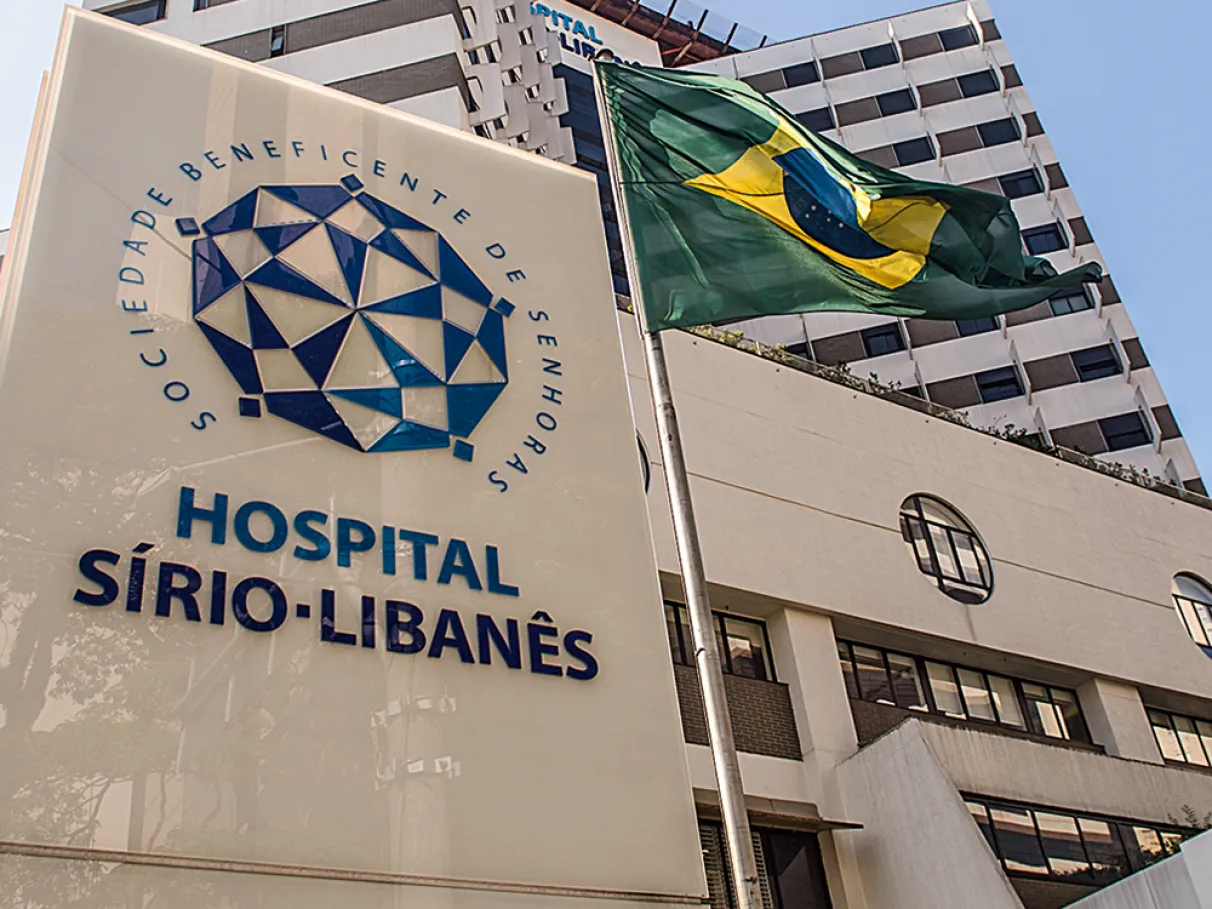 SOCIEDADE BENEFICENTE DE SENHORAS
HOSPITAL
SÍRIO-LIBANÊS